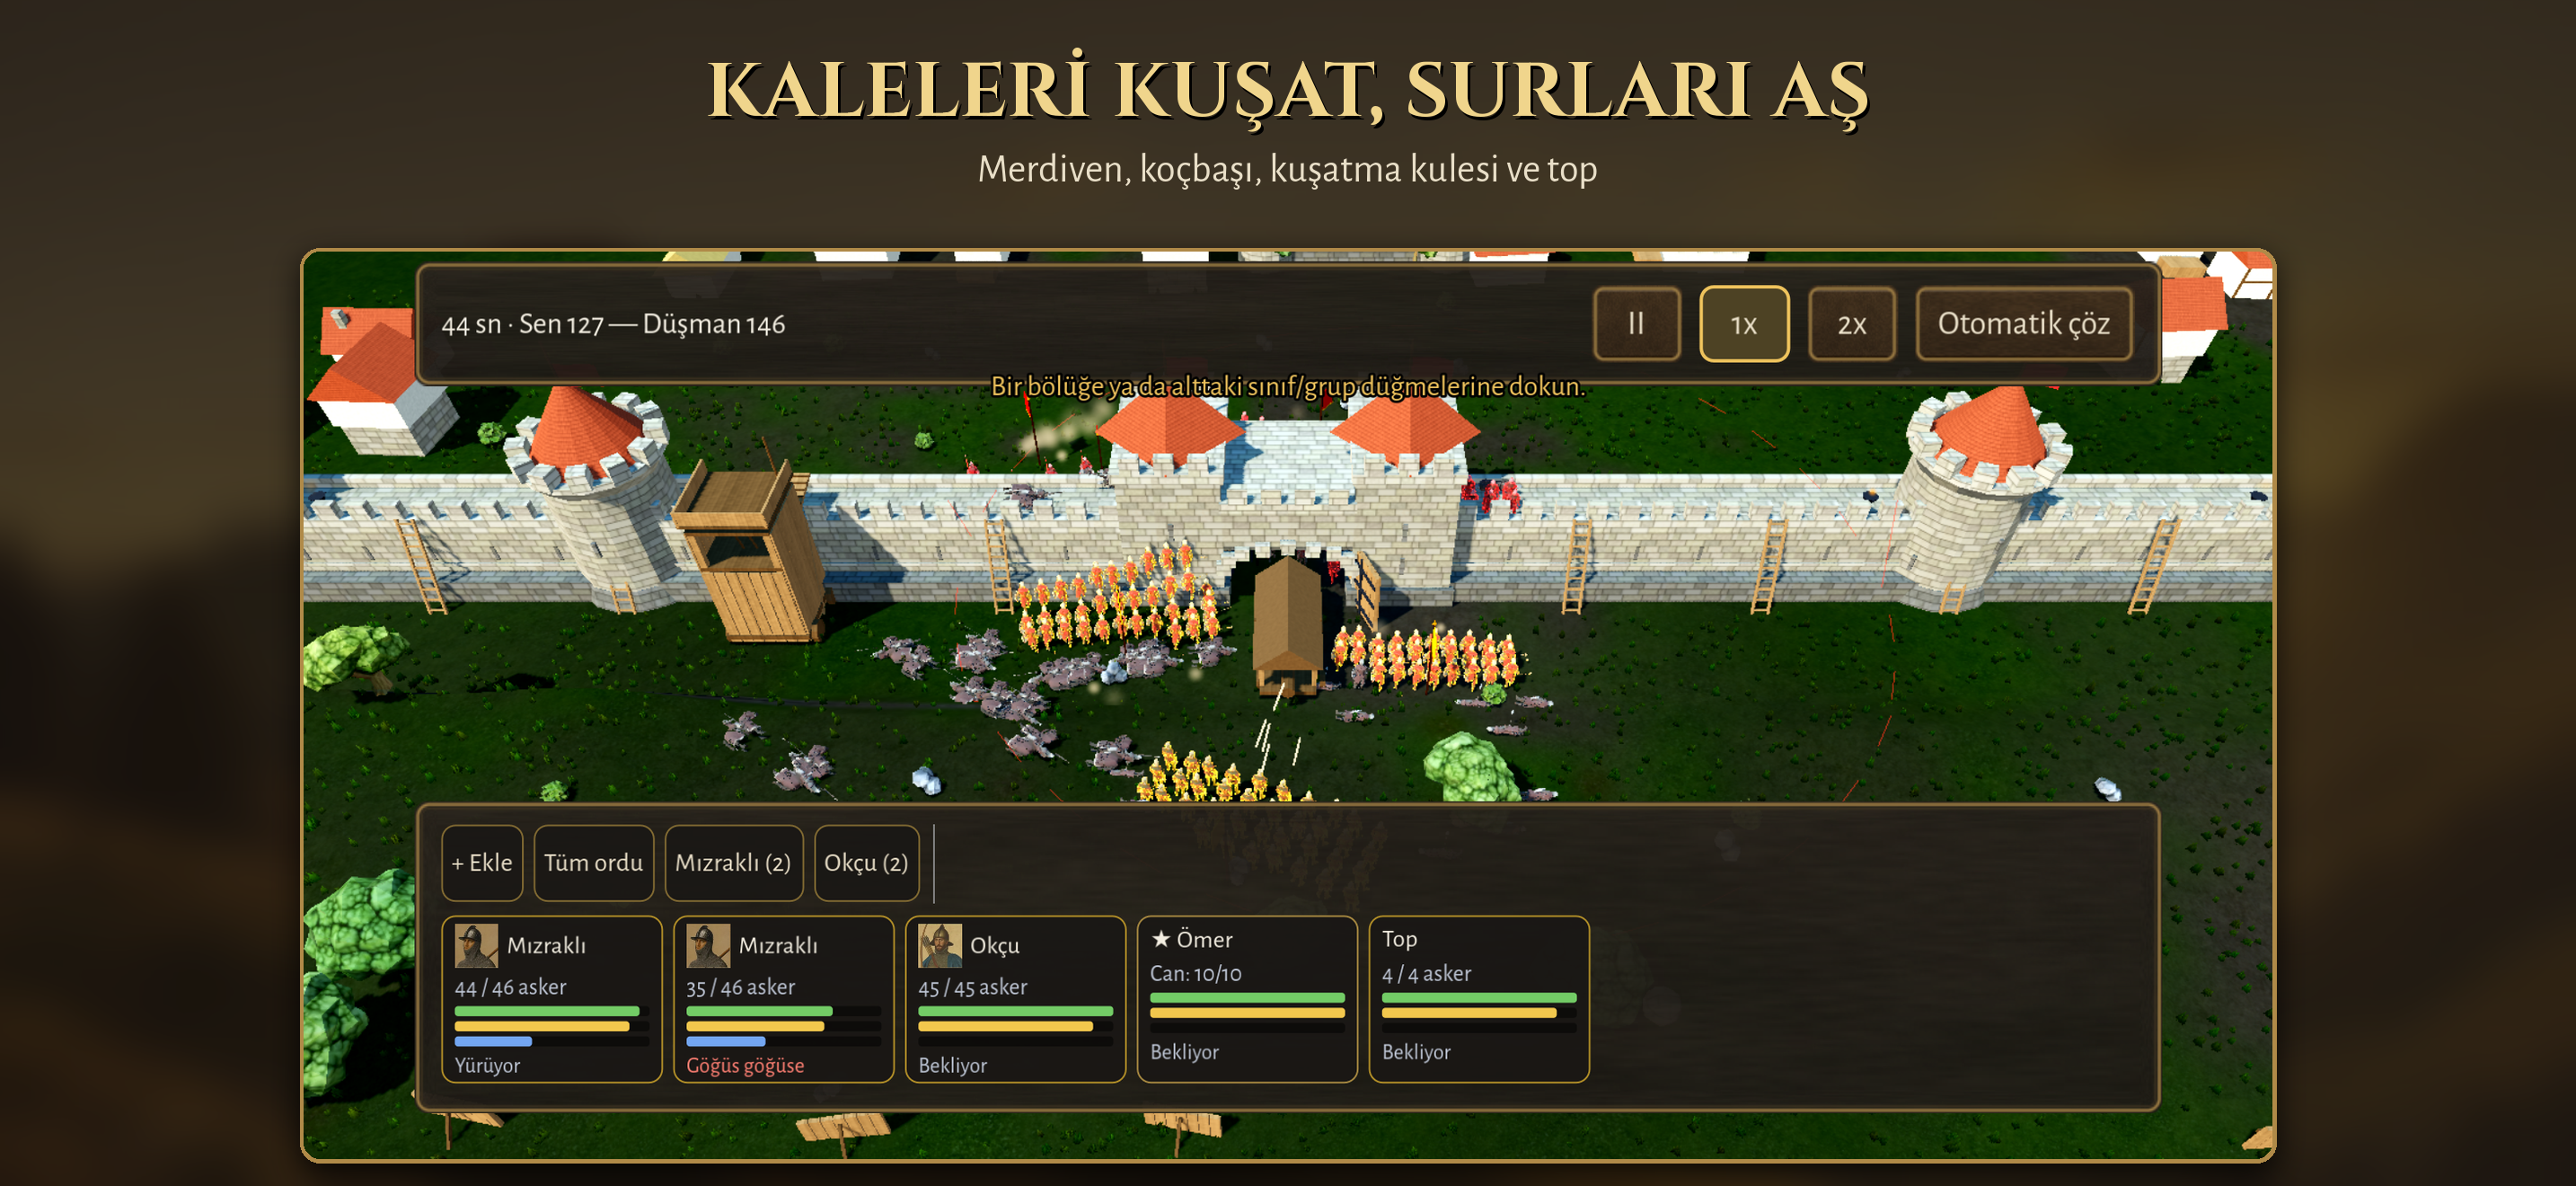 KALELERİ KUŞAT, SURLARI AŞ
Merdiven, koçbaşı, kuşatma kulesi ve top
44 sn · Sen 127 — Düşman 146
II
1x
2x
Otomatik çöz
Bir bölüğe ya da alttaki sınıf/grup düğmelerine dokun.
+ Ekle
Tüm ordu
Mızraklı (2)
Okçu (2)
Mızraklı
44 / 46 asker
Yürüyor
Mızraklı
35 / 46 asker
Göğüs göğüse
Okçu
45 / 45 asker
Bekliyor
★ Ömer
Can: 10/10
Bekliyor
Top
4 / 4 asker
Bekliyor